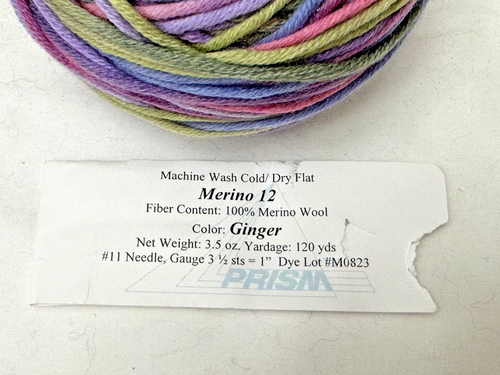 Machine Wash Cold/ Dry Flat
Merino 12
Fiber Content: 100% Merino Wool
Color: Ginger
Net Weight: 3.5 oz, Yardage: 120 yds
#11 Needle, Gauge 3 ½ sts = 1" Dye Lot #M0823
PRISM